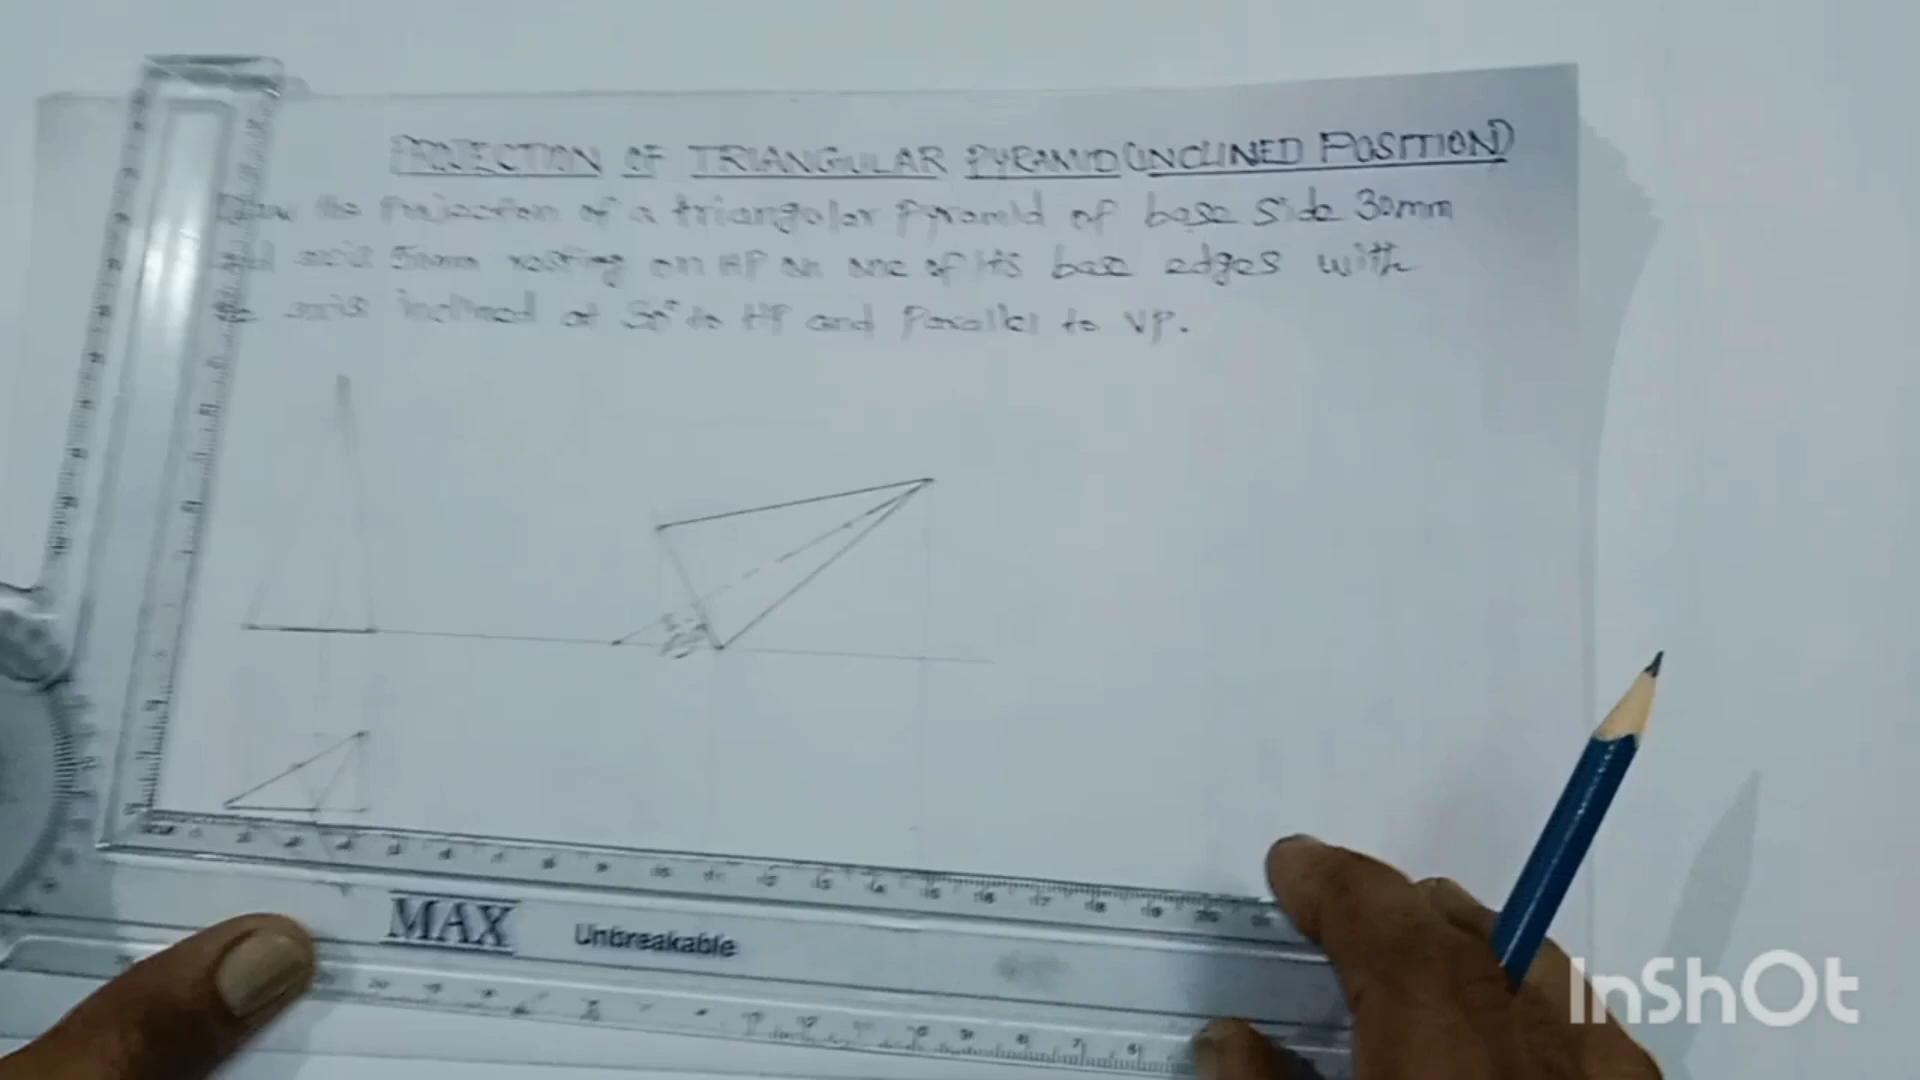 PROJECTION OF TRIANGULAR PYRAMID (INCLINED POSITION)
Draw the Projection of a triangular Pyramid of base side 30mm
and axis 50mm resting on HP on one of its base edges with
the axis inclined at to HP and Parallel to VP.
MAX
Unbreakable
InShOt